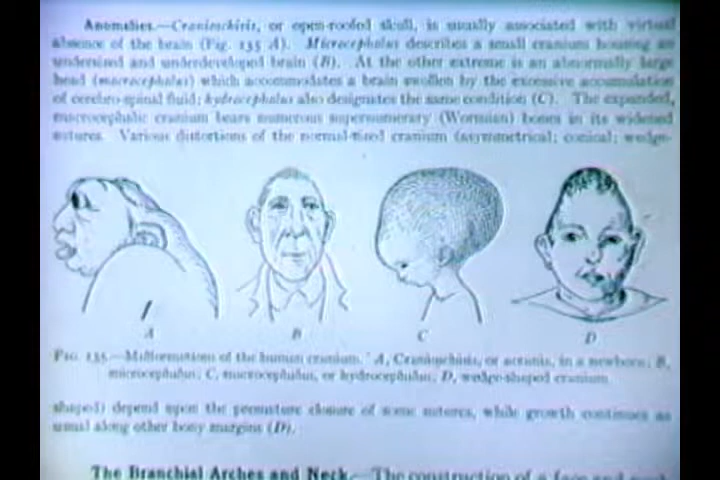 Anomalies.—Cranioschisis, or open-roofed skull, is usually associated with virtual
absence of the brain (Fig. 135 A). Microcephalus describes a small cranium housing an
undersized and underdeveloped brain (B). At the other extreme is an abnormally large
head (macrocephalus) which accommodates a brain swollen by the excessive accumulation
of cerebro-spinal fluid; hydrocephalus also designates the same condition (C). The expanded,
macrocephalic cranium bears numerous supernumerary (Wormian) bones in its widened
sutures. Various distortions of the normal-sized cranium (asymmetrical; conical; wedge-
A
B
C
D
Fig. 135.—Malformations of the human cranium. A, Cranioschisis, or acrania, in a newborn; B,
microcephalus; C, macrocephalus, or hydrocephalus; D, wedge-shaped cranium.
shaped) depend upon the premature closure of some sutures, while growth continues as
usual along other bony margins (D).
The Branchial Arches and Neck.—The construction of a face and neck